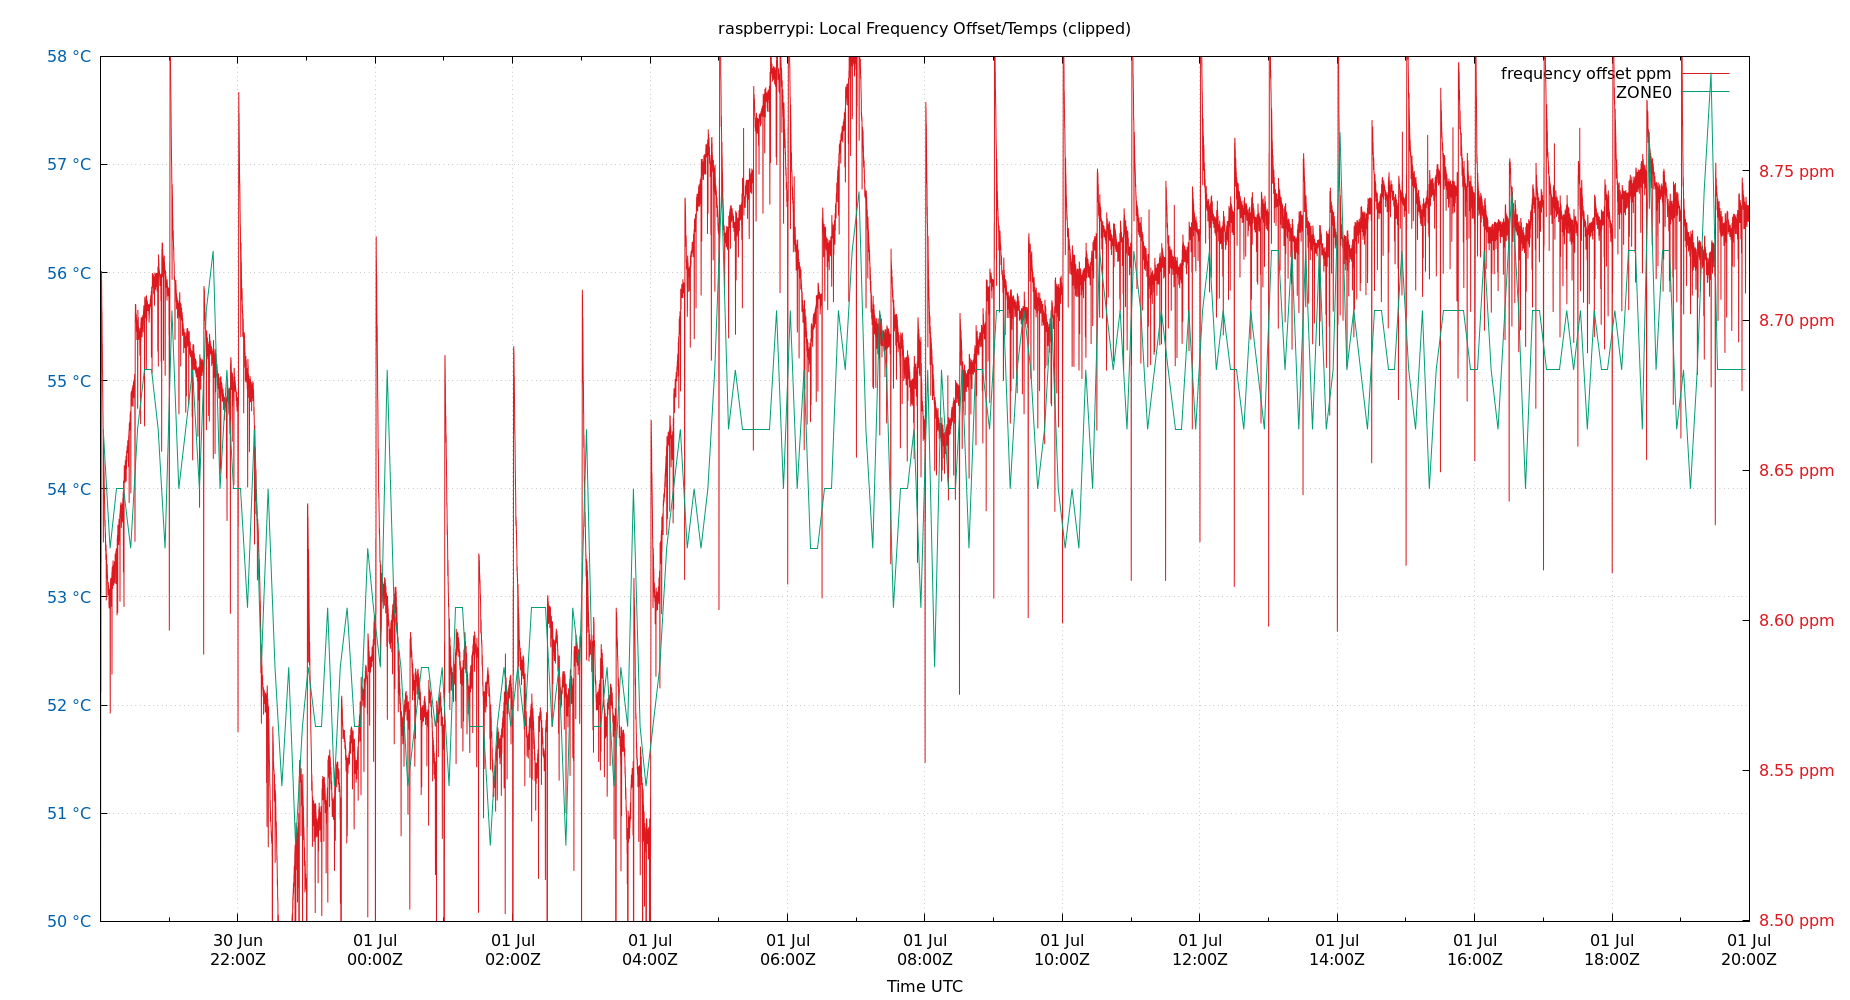 raspberrypi: Local Frequency Offset/Temps (clipped)
58 °C
57 °C
56 °C
55 °C
54 °C
53 °C
52 °C
51 °C
50 °C
frequency offset ppm
ZONE0
8.75 ppm
8.70 ppm
8.65 ppm
8.60 ppm
8.55 ppm
8.50 ppm
30 Jun
22:00Z
01 Jul
00:00Z
01 Jul
02:00Z
01 Jul
04:00Z
01 Jul
06:00Z
01 Jul
08:00Z
01 Jul
10:00Z
01 Jul
12:00Z
01 Jul
14:00Z
01 Jul
16:00Z
01 Jul
18:00Z
01 Jul
20:00Z
Time UTC